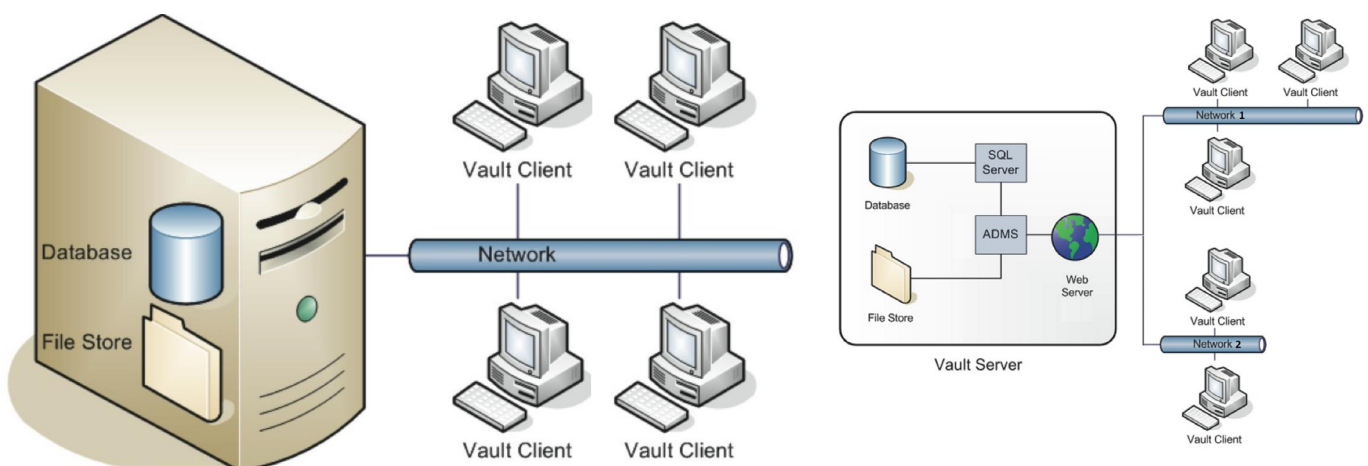 Database
File Store
Vault Client
Vault Client
Network
Vault Client
Vault Client
Database
SQL
Server
ADMS
File Store
Web
Server
Vault Server
Vault Client
Vault Client
Network 1
Vault Client
Vault Client
Network 2
Vault Client